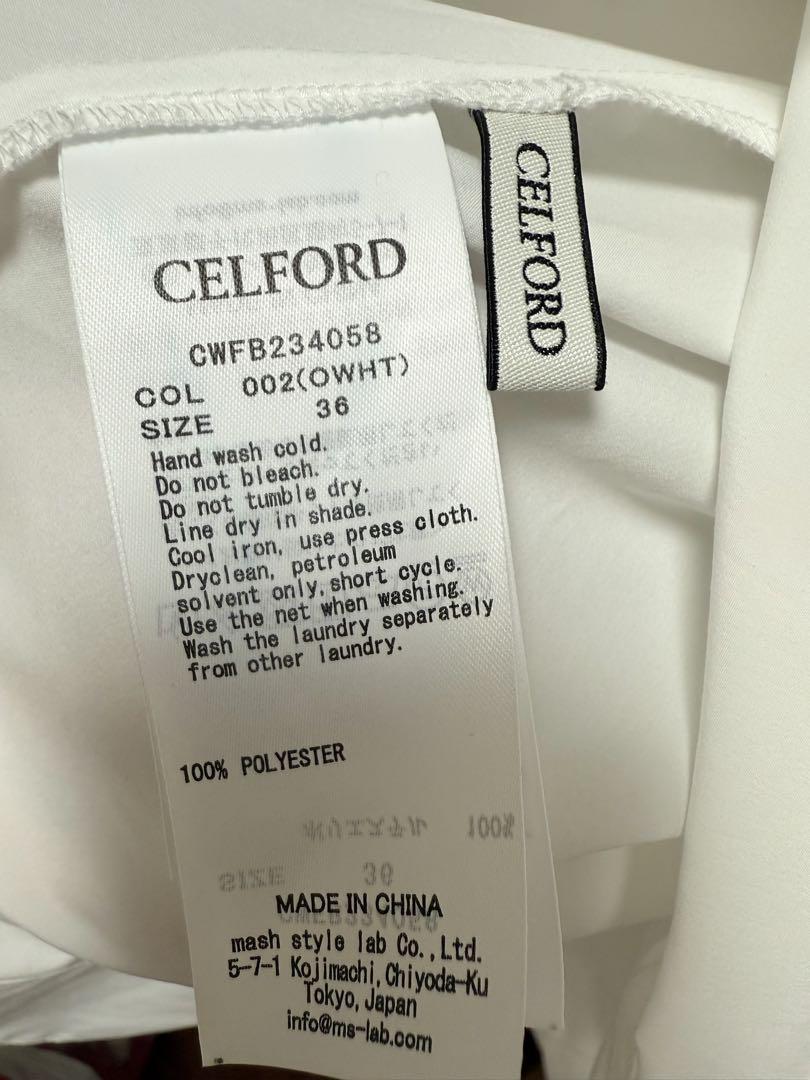 CELFORD
CWFB234058
COL 002(OWHT)
SIZE 36
Hand wash cold.
Do not bleach.
Do not tumble dry.
Line dry in shade.
Cool iron, use press cloth.
Dryclean, petroleum
solvent only, short cycle.
Use the net when washing.
Wash the laundry separately
from other laundry.
100% POLYESTER
MADE IN CHINA
mash style lab Co.,Ltd.
5-7-1 Kojimachi,Chiyoda-Ku
Tokyo,Japan
info@ms-lab.com
CELFORD